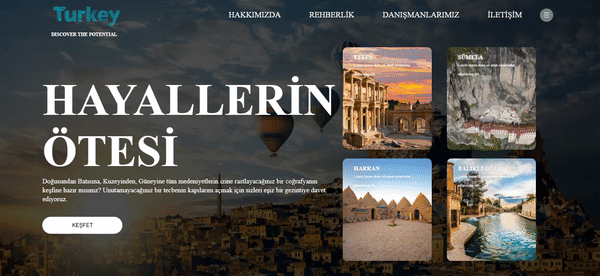 Turkey
DISCOVER THE POTENTIAL
HAKKIMIZDA
REHBERLİK
DANIŞMANLARIMIZ
İLETİŞİM
HAYALLERİN
ÖTESİ
Doğusundan Batısına, Kuzeyinden, Güneyine tüm medeniyetlerin izine rastlayacağınız bir coğrafyanın
keşfine hazır mısınız? Unutamayacağınız bir tecbenin kapılarını açmak için sizleri eşiz bir gezintiye davet
ediyoruz.
KEŞFET
EFES
SÜMELA
HARRAN
BALIKLI GÖL